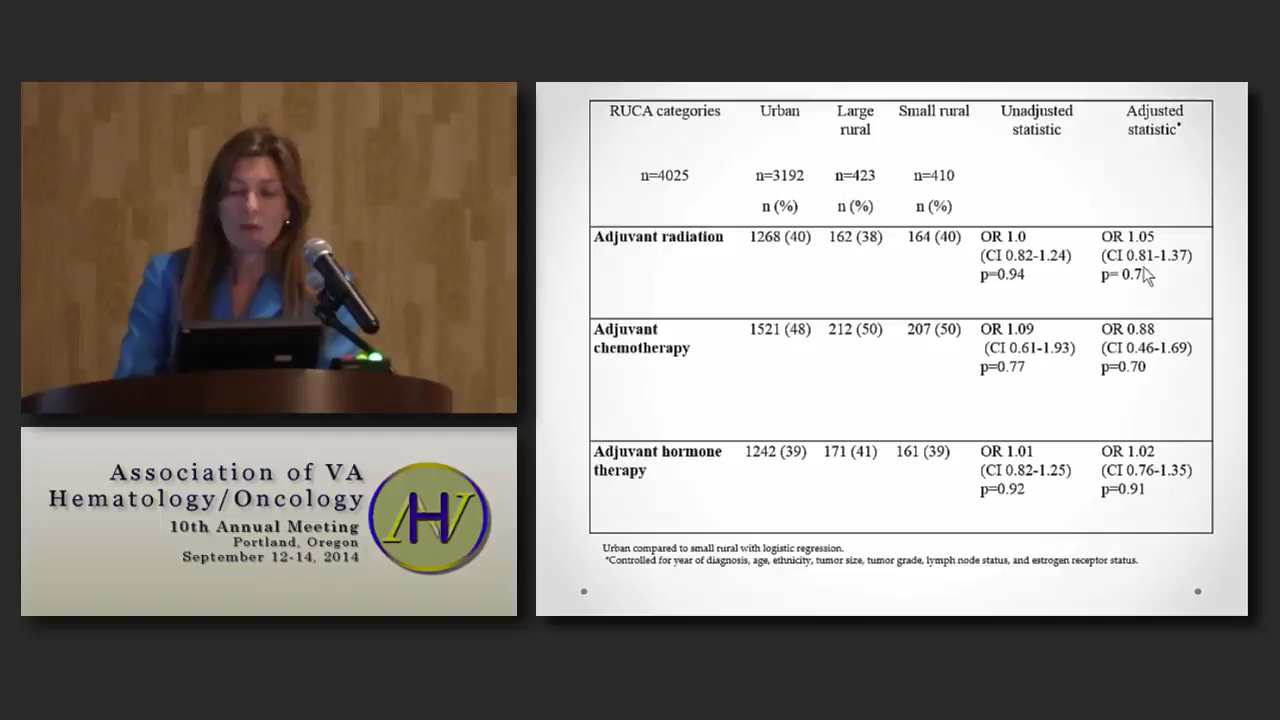 Association of VA
Hematology/Oncology
10th Annual Meeting
Portland, Oregon
September 12-14, 2014
RUCA categories Urban Large rural Small rural Unadjusted statistic Adjusted statistic*
n=4025 n=3192 n=423 n=410
n (%) n (%) n (%)
Adjuvant radiation 1268 (40) 162 (38) 164 (40) OR 1.0 OR 1.05
(CI 0.82-1.24) (CI 0.81-1.37)
p=0.94 p= 0.7
Adjuvant 1521 (48) 212 (50) 207 (50) OR 1.09 OR 0.88
chemotherapy (CI 0.61-1.93) (CI 0.46-1.69)
p=0.77 p=0.70
Adjuvant hormone 1242 (39) 171 (41) 161 (39) OR 1.01 OR 1.02
therapy (CI 0.82-1.25) (CI 0.76-1.35)
p=0.92 p=0.91
Urban compared to small rural with logistic regression.
*Controlled for year of diagnosis, age, ethnicity, tumor size, tumor grade, lymph node status, and estrogen receptor status.